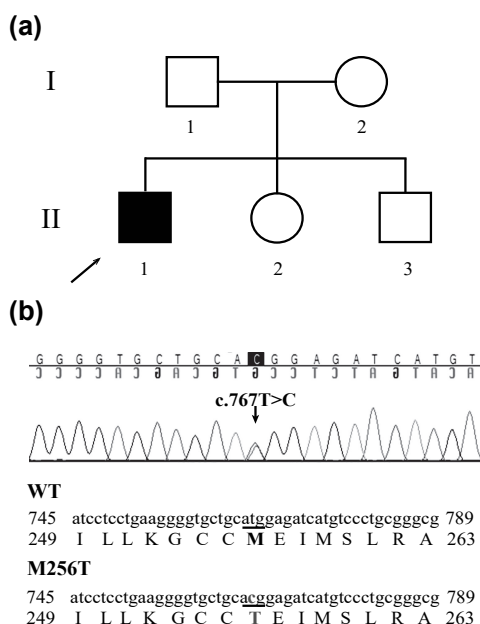 (a)
I
1 2
II
1 2 3
(b)
G G G G T G C T G C A C G G A G A T C A T G T
C C C C A C G A C G T G C C T C T A G T A C A
c.767T>C
WT
745 atcctcctgaaggggtgctgcatggagatcatgtccctgcgggcg 789
249 I L L K G C C M E I M S L R A 263
M256T
745 atcctcctgaaggggtgctgcacggagatcatgtccctgcgggcg 789
249 I L L K G C C T E I M S L R A 263